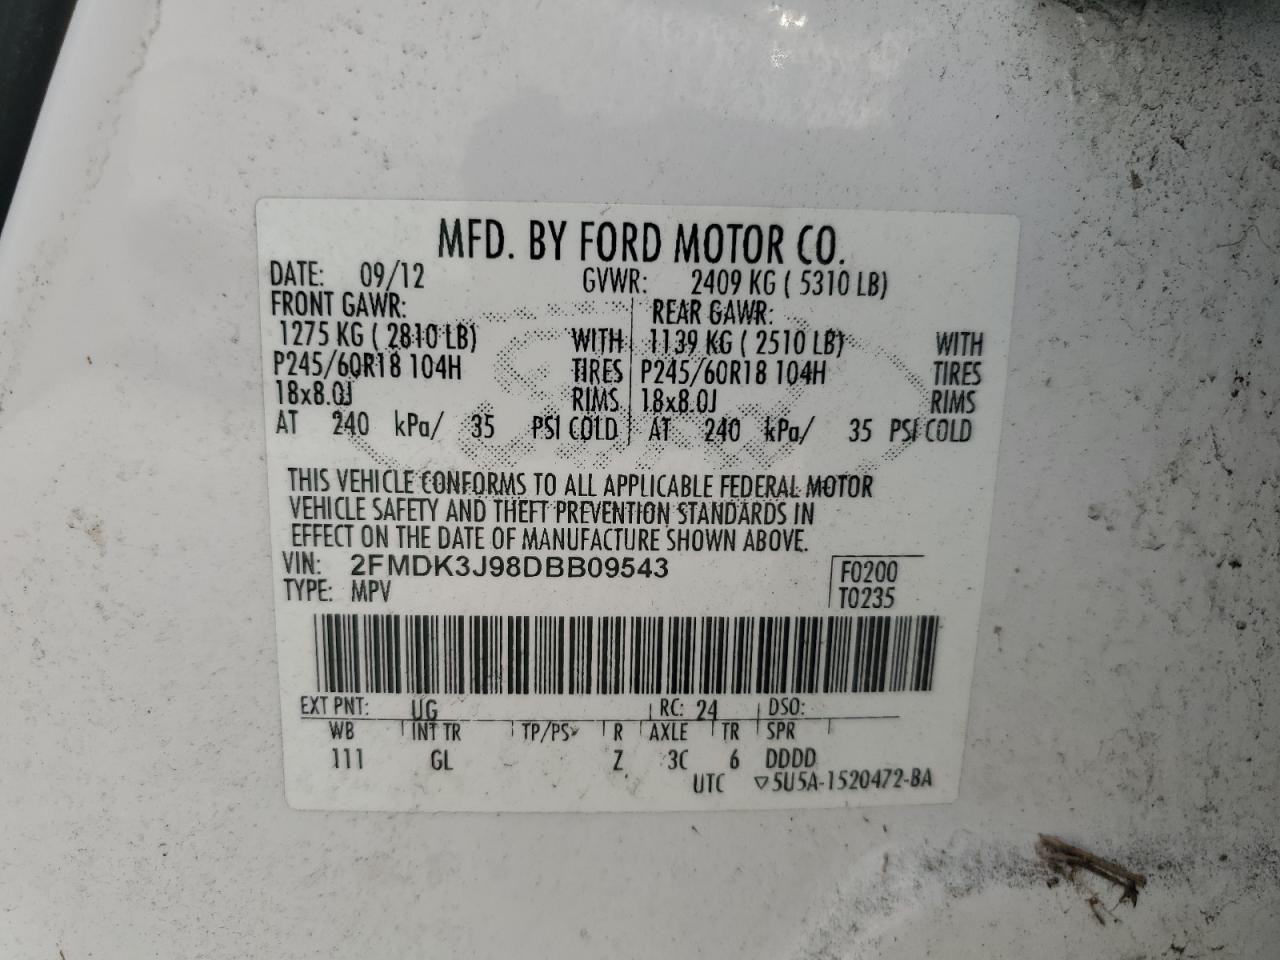 MFD. BY FORD MOTOR CO.
DATE: 09/12 GVWR: 2409 KG ( 5310 LB)
FRONT GAWR: REAR GAWR:
1275 KG ( 2810 LB) WITH 1139 KG ( 2510 LB) WITH
P245/60R18 104H TIRES P245/60R18 104H TIRES
18x8.0J RIMS 18x8.0J RIMS
AT 240 kPa/ 35 PSI COLD AT 240 kPa/ 35 PSI COLD
THIS VEHICLE CONFORMS TO ALL APPLICABLE FEDERAL MOTOR
VEHICLE SAFETY AND THEFT PREVENTION STANDARDS IN
EFFECT ON THE DATE OF MANUFACTURE SHOWN ABOVE.
VIN: 2FMDK3J98DBB09543 F0200
TYPE: MPV T0235
EXT PNT: UG RC: 24 DSO:
WB INT TR TP/PS R AXLE TR SPR
111 GL Z 3C 6 DDDD
UTC ▽5U5A-1520472-BA